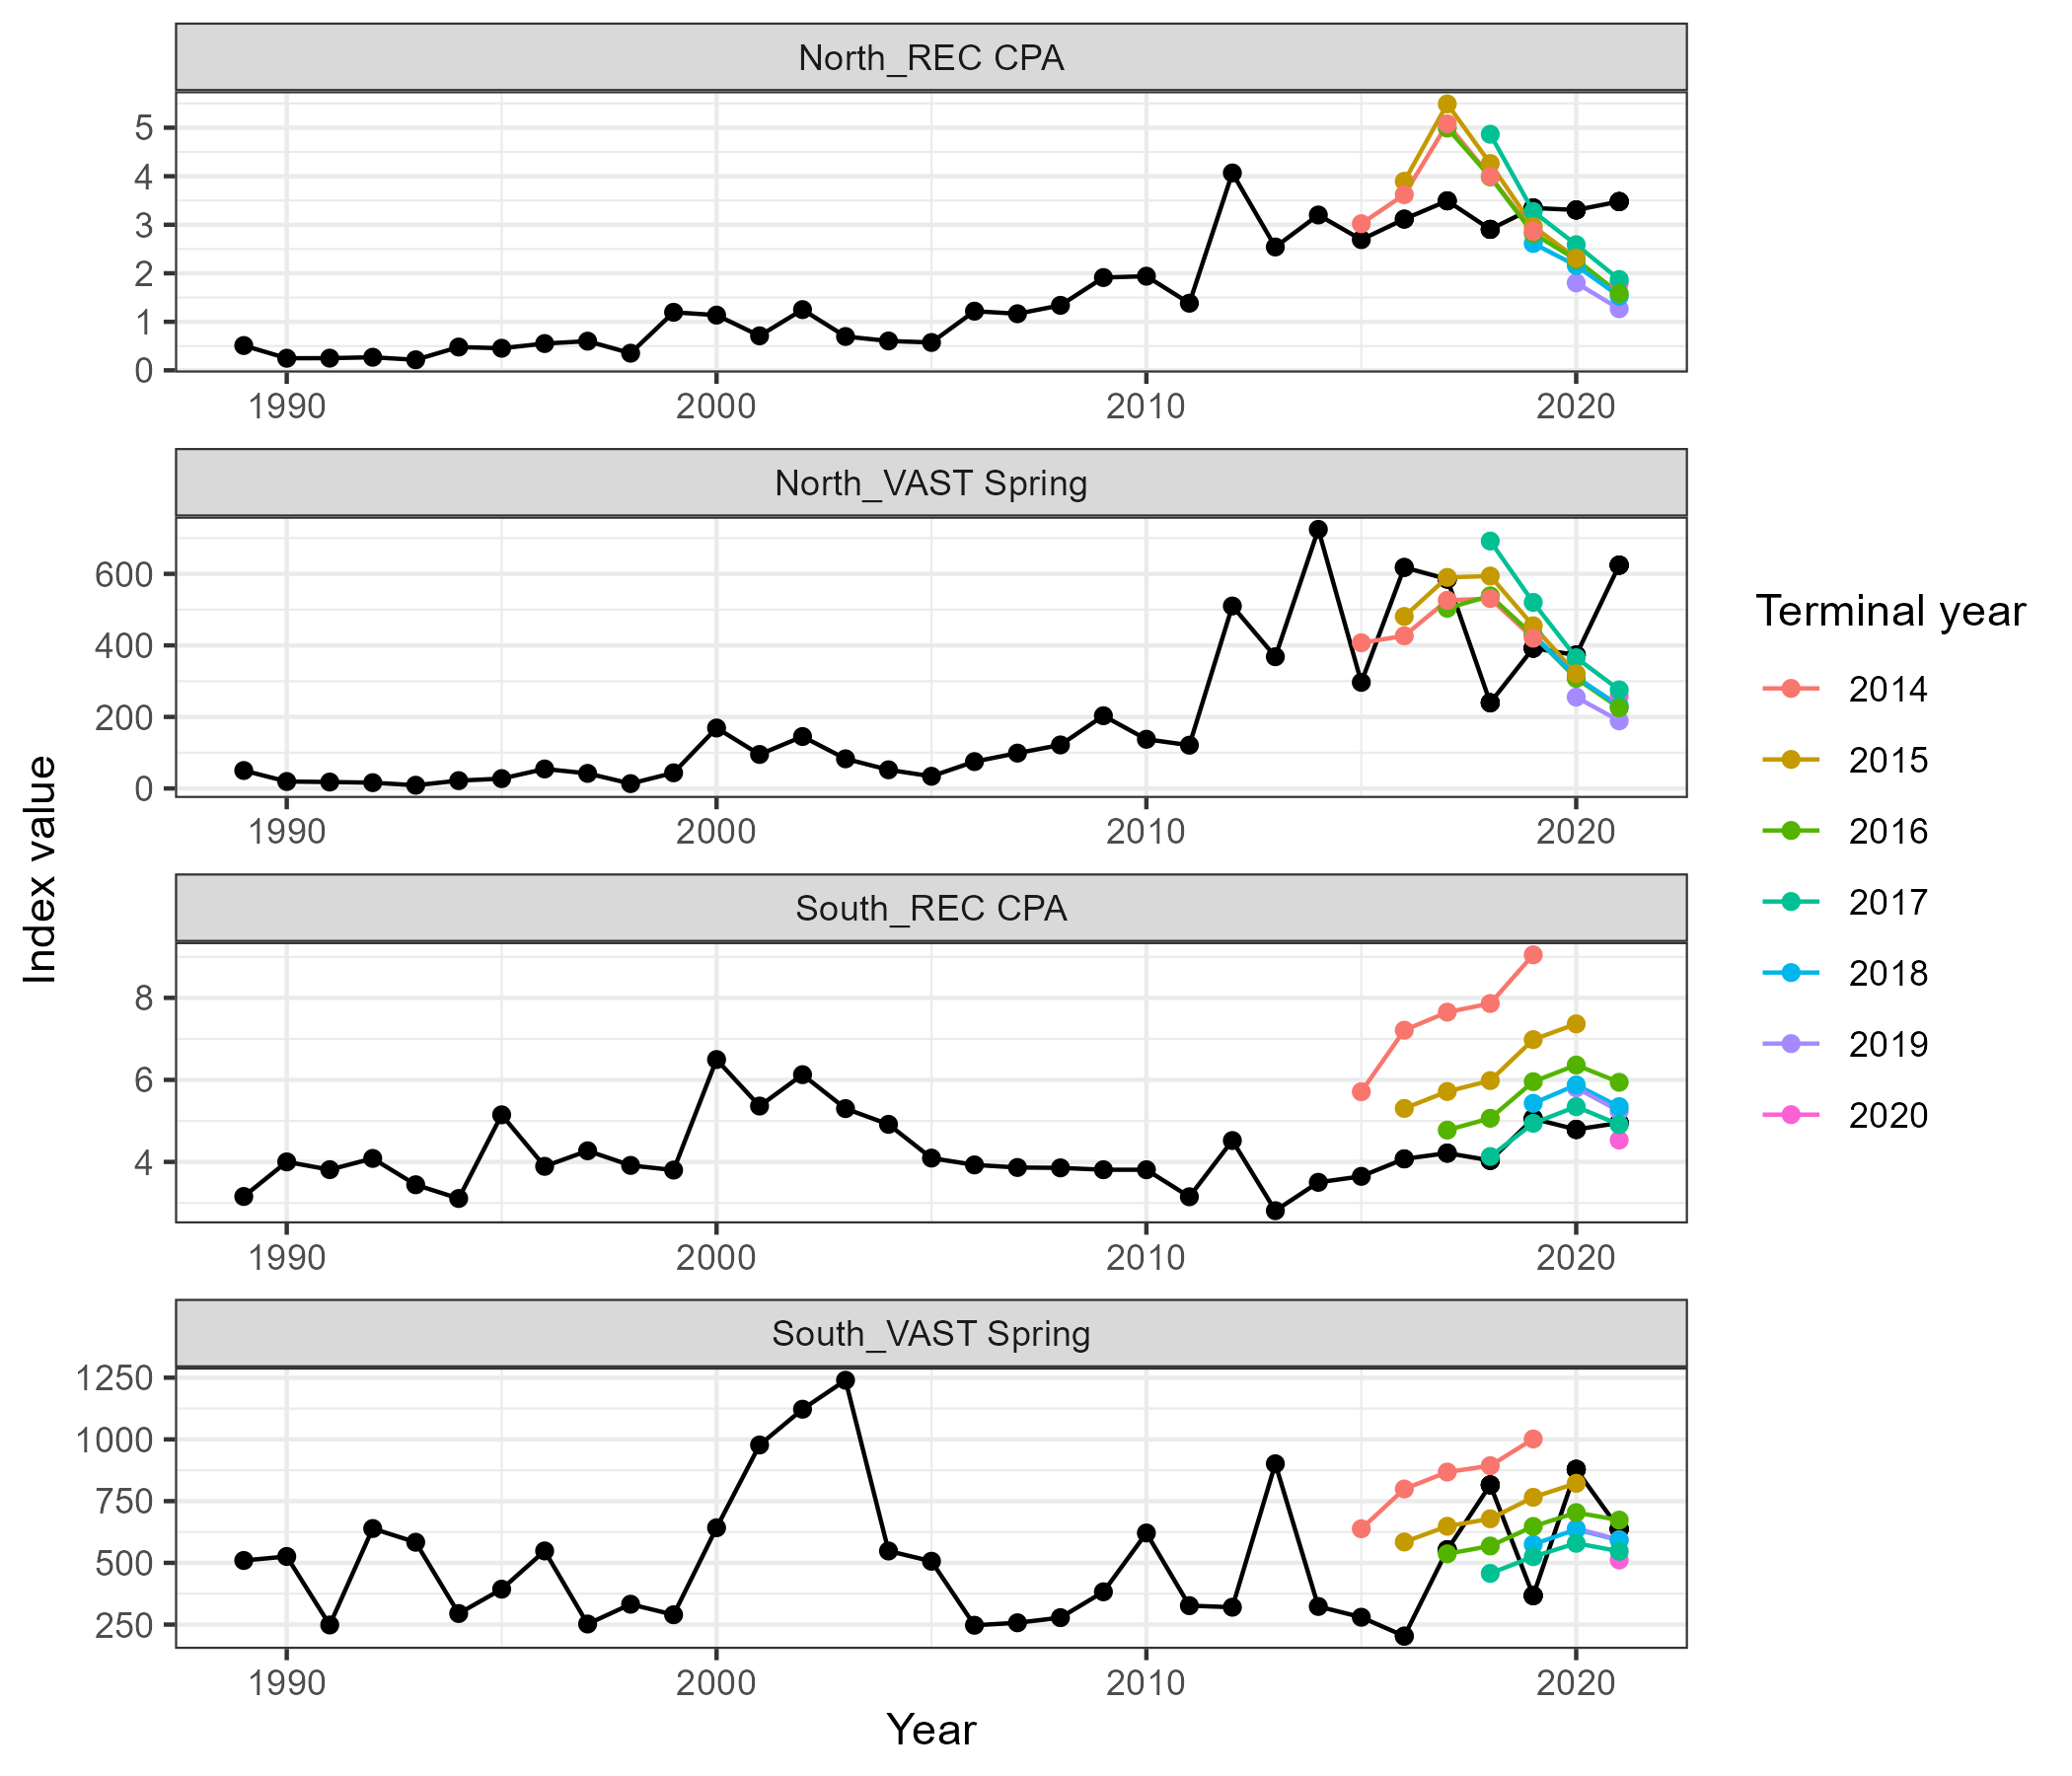 North_REC CPA
5
4
3
2
1
0
1990 2000 2010 2020
North_VAST Spring
600
400
200
0
1990 2000 2010 2020
South_REC CPA
8
6
4
1990 2000 2010 2020
South_VAST Spring
1250
1000
750
500
250
1990 2000 2010 2020
Year
Index value
Terminal year
2014
2015
2016
2017
2018
2019
2020